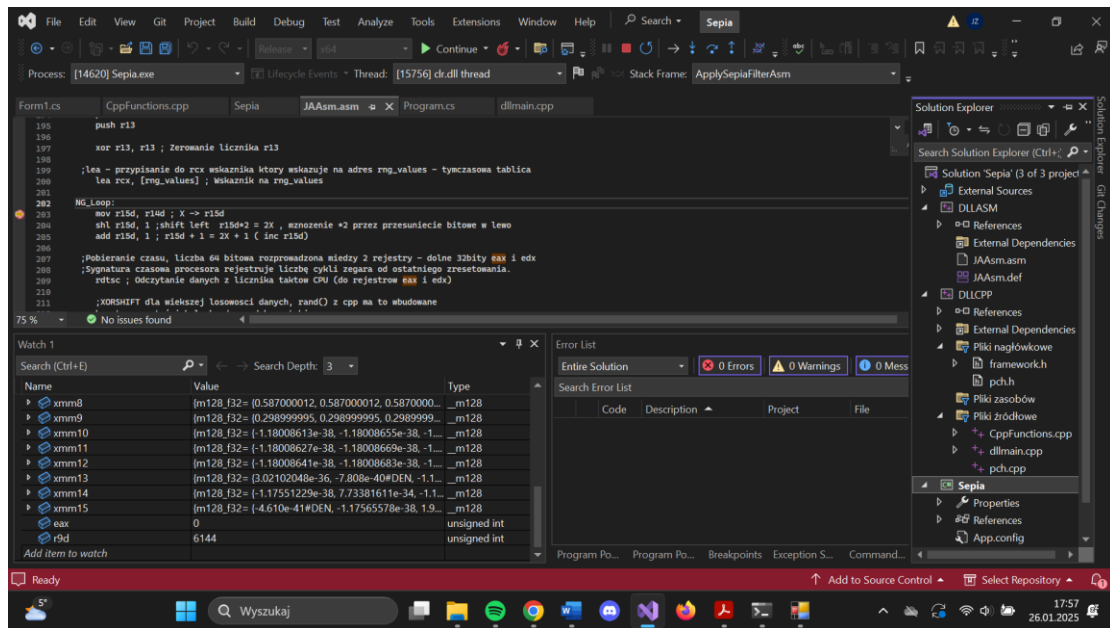 File Edit View Git Project Build Debug Test Analyze Tools Extensions Window Help Search Sepia JZ
Release x64 Continue
Process: [14620] Sepia.exe Lifecycle Events Thread: [15756] clr.dll thread Stack Frame: ApplySepiaFilterAsm
Form1.cs CppFunctions.cpp Sepia JAAsm.asm Program.cs dllmain.cpp
195 push r13
196
197 xor r13, r13 ; Zerowanie licznika r13
198
199 ;lea - przypisanie do rcx wskaznika ktory wskazuje na adres rng_values - tymczasowa tablica
200 lea rcx, [rng_values] ; Wskaznik na rng_values
201
202 NG_Loop:
203 mov r15d, r14d ; X -> r15d
204 shl r15d, 1 ;shift left r15d*2 = 2X , mznozenie *2 przez przesuniecie bitowe w lewo
205 add r15d, 1 ; r15d + 1 = 2X + 1 ( inc r15d)
206
207 ;Pobieranie czasu, liczba 64 bitowa rozprowadzona miedzy 2 rejestry - dolne 32bity eax i edx
208 ;Sygnatura czasowa procesora rejestruje liczbę cykli zegara od ostatniego zresetowania.
209 rdtsc ; Odczytanie danych z licznika taktow CPU (do rejestrow eax i edx)
210
211 ;XORSHIFT dla wiekszej losowosci danych, rand() z cpp ma to wbudowane
75 % No issues found
Watch 1
Search (Ctrl+E) Search Depth: 3
Name Value Type
xmm8 {m128_f32= {0.587000012, 0.587000012, 0.5870000... __m128
xmm9 {m128_f32= {0.298999995, 0.298999995, 0.2989999... __m128
xmm10 {m128_f32= {-1.18008613e-38, -1.18008655e-38, -1.... __m128
xmm11 {m128_f32= {-1.18008627e-38, -1.18008669e-38, -1.... __m128
xmm12 {m128_f32= {-1.18008641e-38, -1.18008683e-38, -1.... __m128
xmm13 {m128_f32= {3.02102048e-36, -7.808e-40#DEN, -1.1... __m128
xmm14 {m128_f32= {-1.17551229e-38, 7.73381611e-34, -1.1... __m128
xmm15 {m128_f32= {-4.610e-41#DEN, -1.17565578e-38, 1.9... __m128
eax 0 unsigned int
r9d 6144 unsigned int
Add item to watch
Error List
Entire Solution 0 Errors 0 Warnings 0 Mess
Search Error List
Code Description Project File
Program Po... Program Po... Breakpoints Exception S... Command...
Solution Explorer
Search Solution Explorer (Ctrl+;)
Solution 'Sepia' (3 of 3 project
External Sources
DLLASM
References
External Dependencies
JAAsm.asm
JAAsm.def
DLLCPP
References
External Dependencies
Pliki nagłówkowe
framework.h
pch.h
Pliki zasobów
Pliki źródłowe
CppFunctions.cpp
dllmain.cpp
pch.cpp
Sepia
Properties
References
App.config
Solution Explorer
Git Changes
Ready Add to Source Control Select Repository
5° Wyszukaj 17:57
26.01.2025